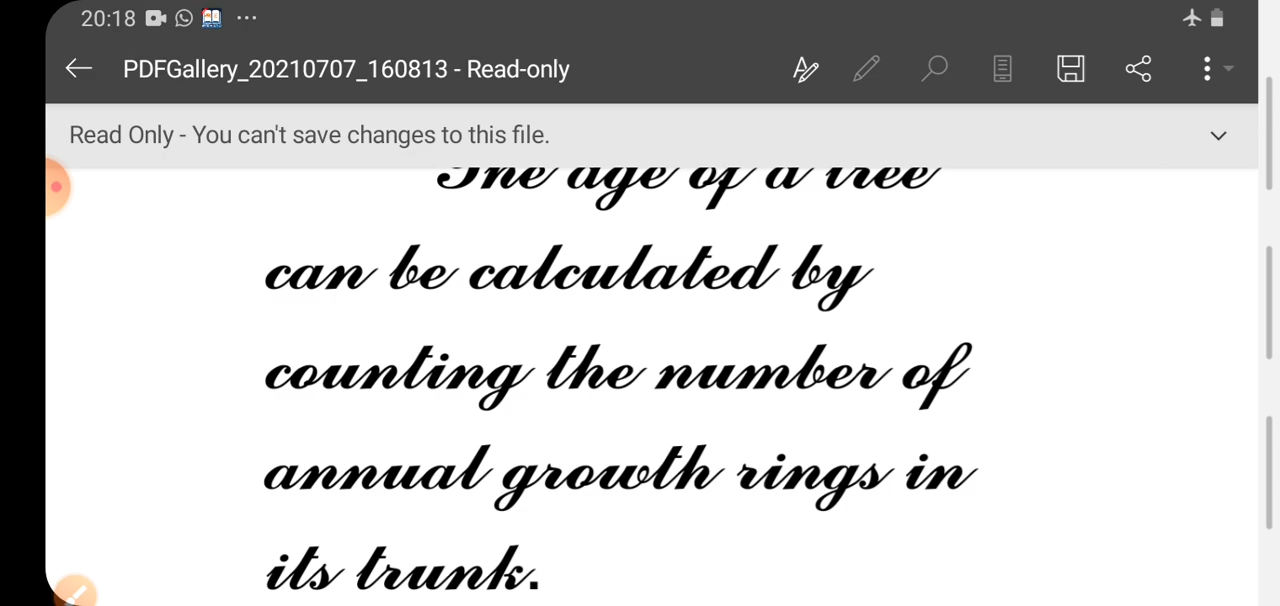 20:18
PDFGallery_20210707_160813 - Read-only
Read Only - You can't save changes to this file.
The age of a tree
can be calculated by
counting the number of
annual growth rings in
its trunk.